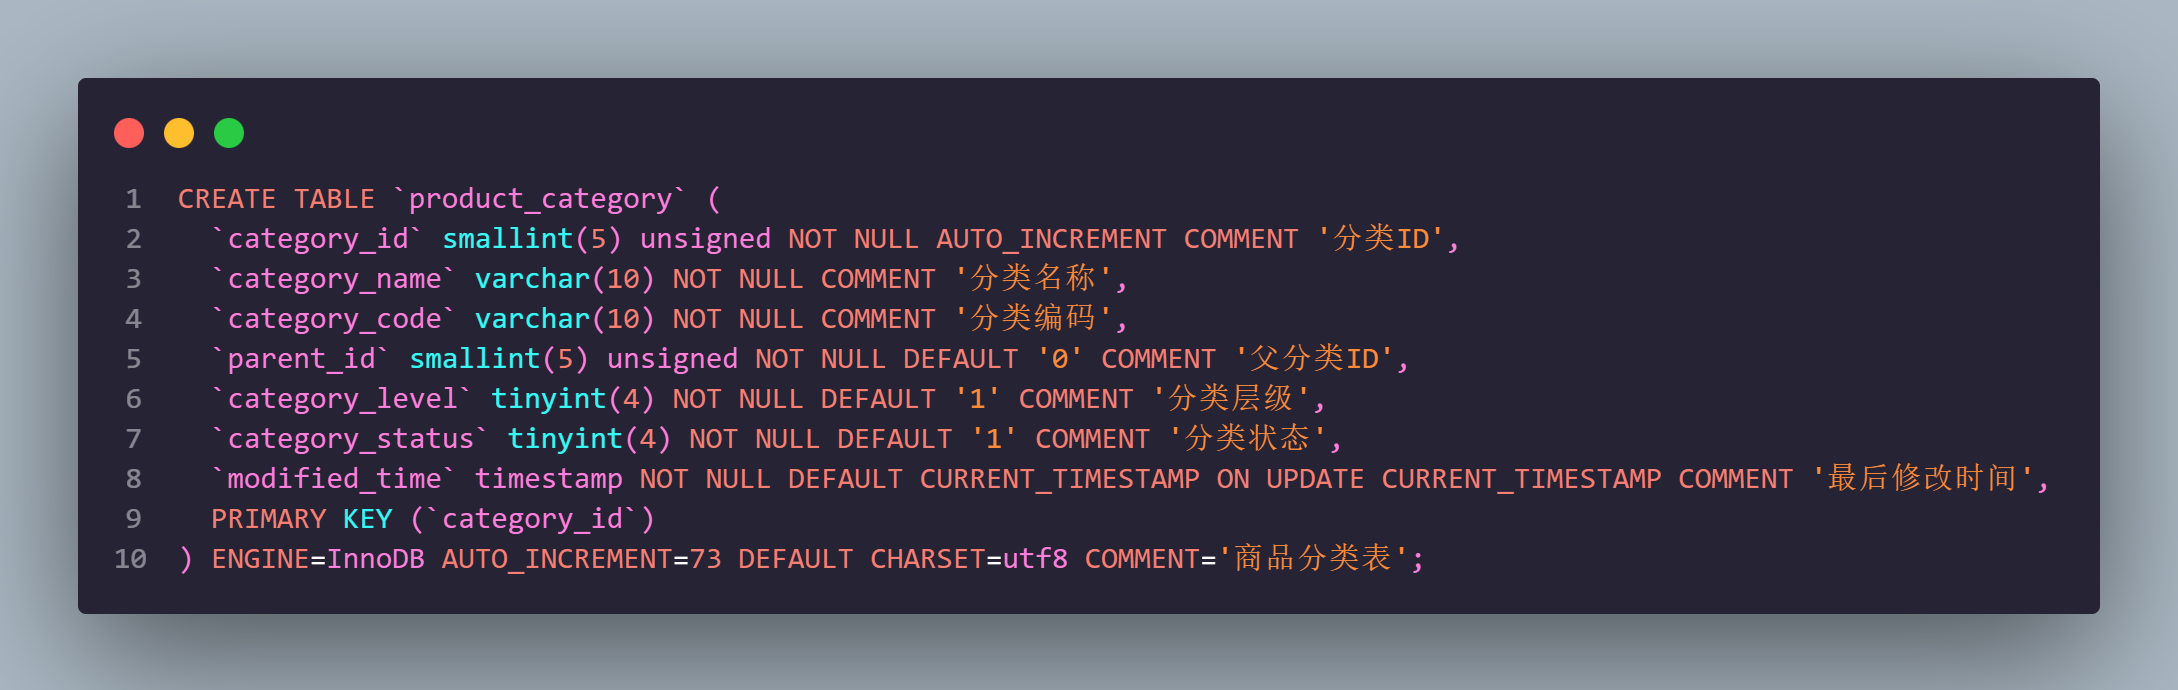 1 CREATE TABLE `product_category` (
2   `category_id` smallint(5) unsigned NOT NULL AUTO_INCREMENT COMMENT '分类ID',
3   `category_name` varchar(10) NOT NULL COMMENT '分类名称',
4   `category_code` varchar(10) NOT NULL COMMENT '分类编码',
5   `parent_id` smallint(5) unsigned NOT NULL DEFAULT '0' COMMENT '父分类ID',
6   `category_level` tinyint(4) NOT NULL DEFAULT '1' COMMENT '分类层级',
7   `category_status` tinyint(4) NOT NULL DEFAULT '1' COMMENT '分类状态',
8   `modified_time` timestamp NOT NULL DEFAULT CURRENT_TIMESTAMP ON UPDATE CURRENT_TIMESTAMP COMMENT '最后修改时间',
9   PRIMARY KEY (`category_id`)
10 ) ENGINE=InnoDB AUTO_INCREMENT=73 DEFAULT CHARSET=utf8 COMMENT='商品分类表';